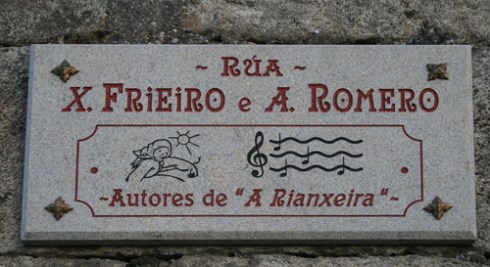 ~ RÚA ~
X. FRIEIRO e A. ROMERO
~Autores de "A Rianxeira"~